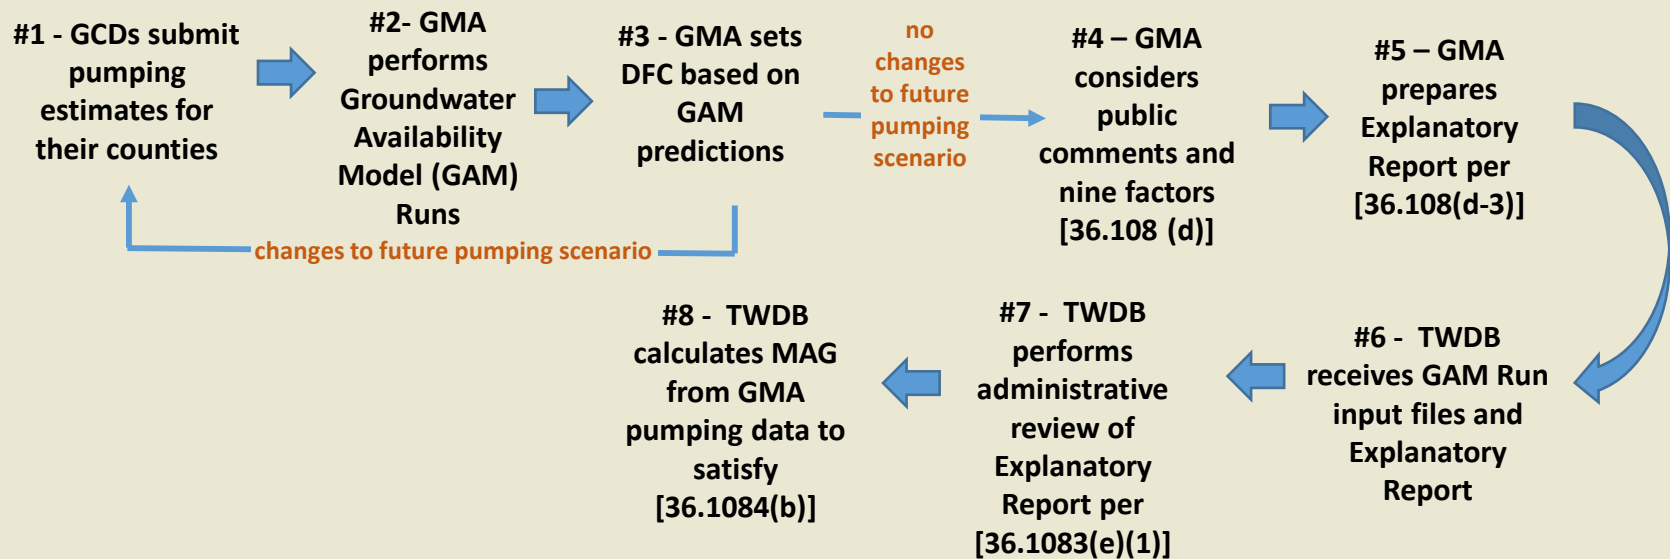 #1 - GCDs submit
pumping
estimates for
their counties
#2- GMA
performs
Groundwater
Availability
Model (GAM)
Runs
#3 - GMA sets
DFC based on
GAM
predictions
changes to future pumping scenario
no
changes
to future
pumping
scenario
#4 – GMA
considers
public
comments and
nine factors
[36.108 (d)]
#5 – GMA
prepares
Explanatory
Report per
[36.108(d-3)]
#6 - TWDB
receives GAM Run
input files and
Explanatory
Report
#7 - TWDB
performs
administrative
review of
Explanatory
Report per
[36.1083(e)(1)]
#8 - TWDB
calculates MAG
from GMA
pumping data to
satisfy
[36.1084(b)]